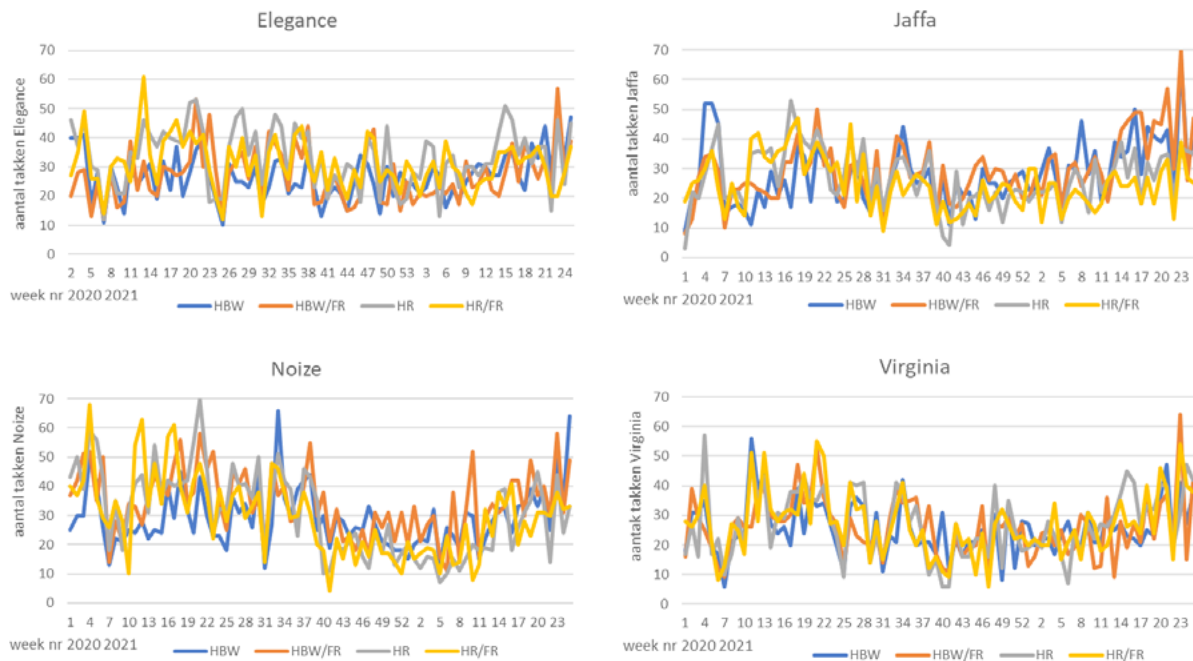 Elegance
aantal takken Elegance
70
60
50
40
30
20
10
0
2 5 8 11 14 17 20 23 26 29 32 35 38 41 44 47 50 53 3 6 9 12 15 18 21 24
week nr 2020 2021
HBW HBW/FR HR HR/FR
Jaffa
aantal takken Jaffa
70
60
50
40
30
20
10
0
1 4 7 10 13 16 19 22 25 28 31 34 37 40 43 46 49 52 2 5 8 11 14 17 20 23
week nr 2020 2021
HBW HBW/FR HR HR/FR
Noize
aantal takken Noize
70
60
50
40
30
20
10
0
1 4 7 10 13 16 19 22 25 28 31 34 37 40 43 46 49 52 2 5 8 11 14 17 20 23
week nr 2020 2021
HBW HBW/FR HR HR/FR
Virginia
aantak takken Virginia
70
60
50
40
30
20
10
0
1 4 7 10 13 16 19 22 25 28 31 34 37 40 43 46 49 52 2 5 8 11 14 17 20 23
week nr 2020 2021
HBW HBW/FR HR HR/FR